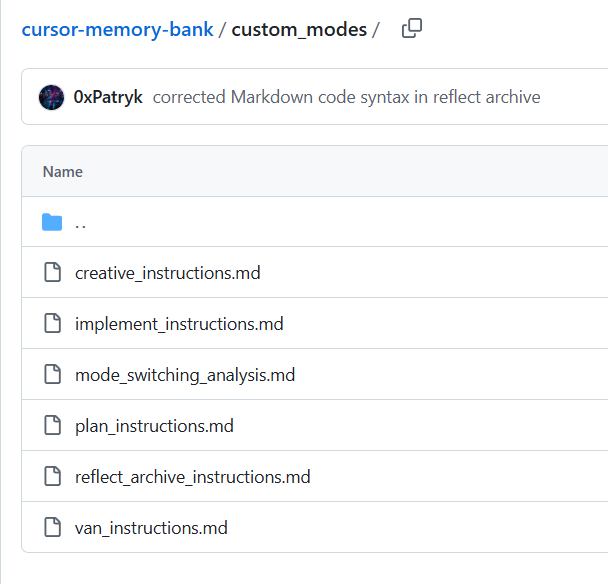 cursor-memory-bank / custom_modes /
0xPatryk corrected Markdown code syntax in reflect archive
Name
..
creative_instructions.md
implement_instructions.md
mode_switching_analysis.md
plan_instructions.md
reflect_archive_instructions.md
van_instructions.md